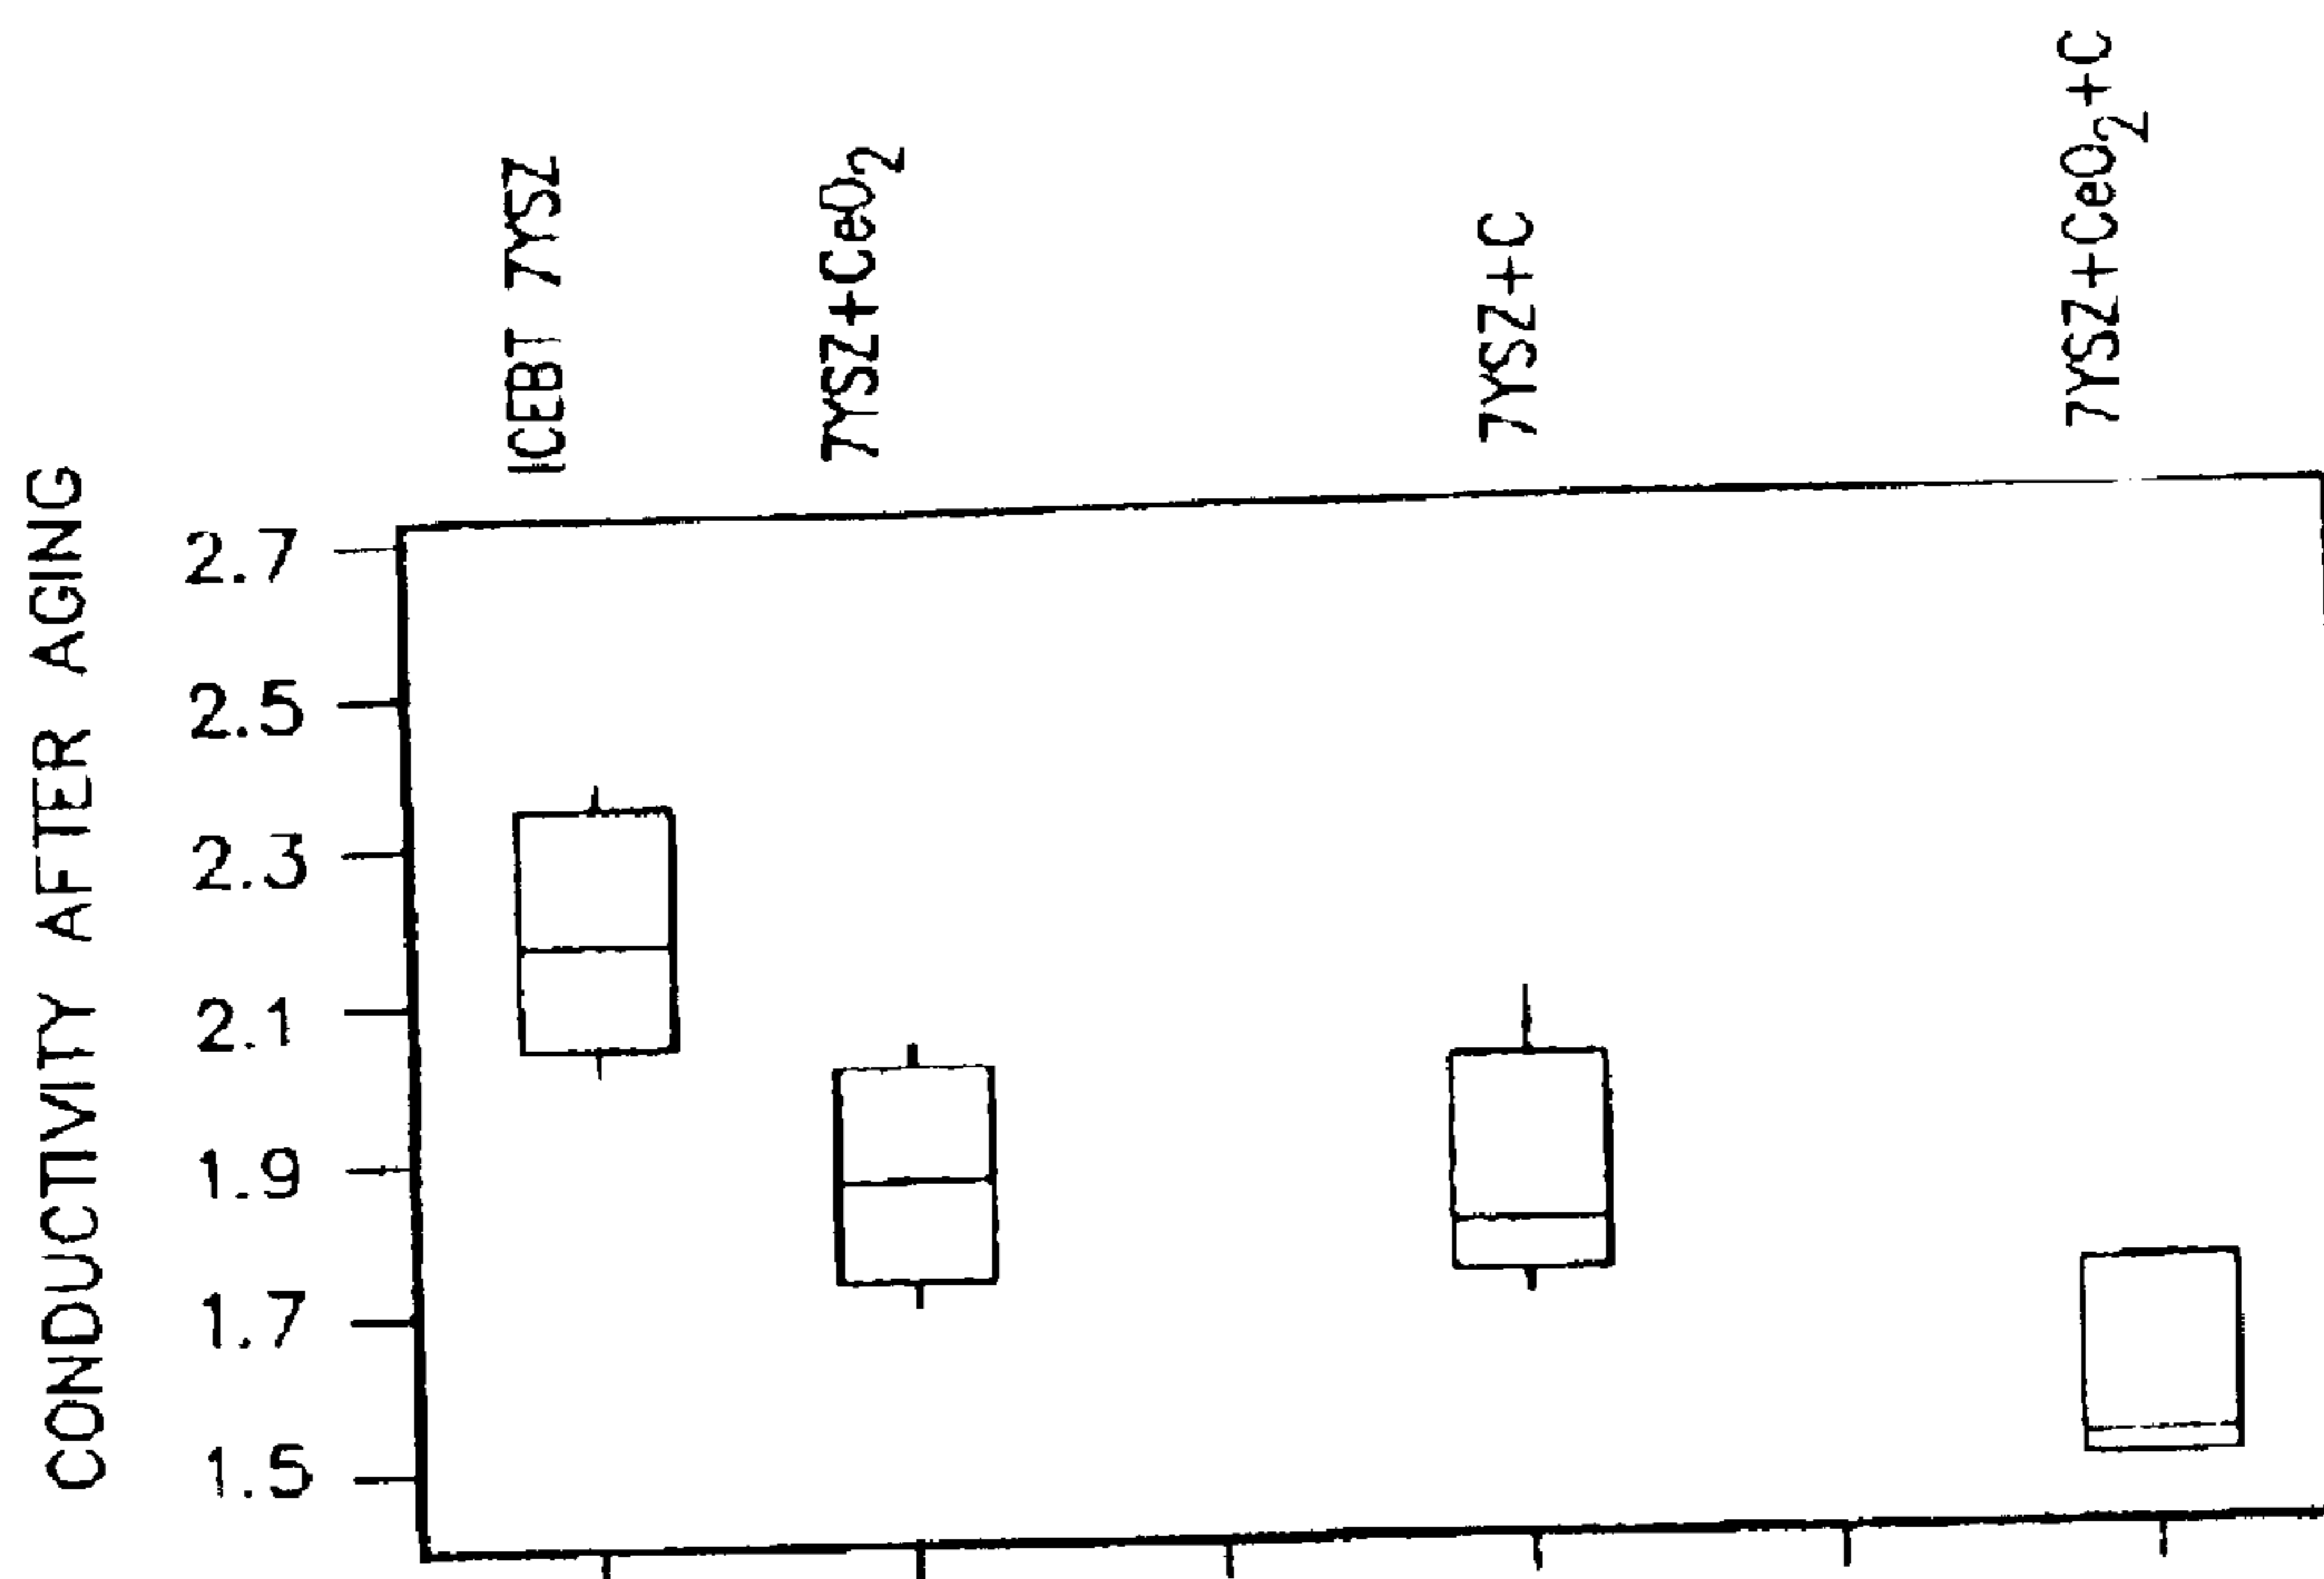 ICEBT 7YSZ
7YSZ+CeO₂
7YSZ+C
7YSZ+CeO₂+C
CONDUCTIVITY AFTER AGING
2.7
2.5
2.3
2.1
1.9
1.7
1.5